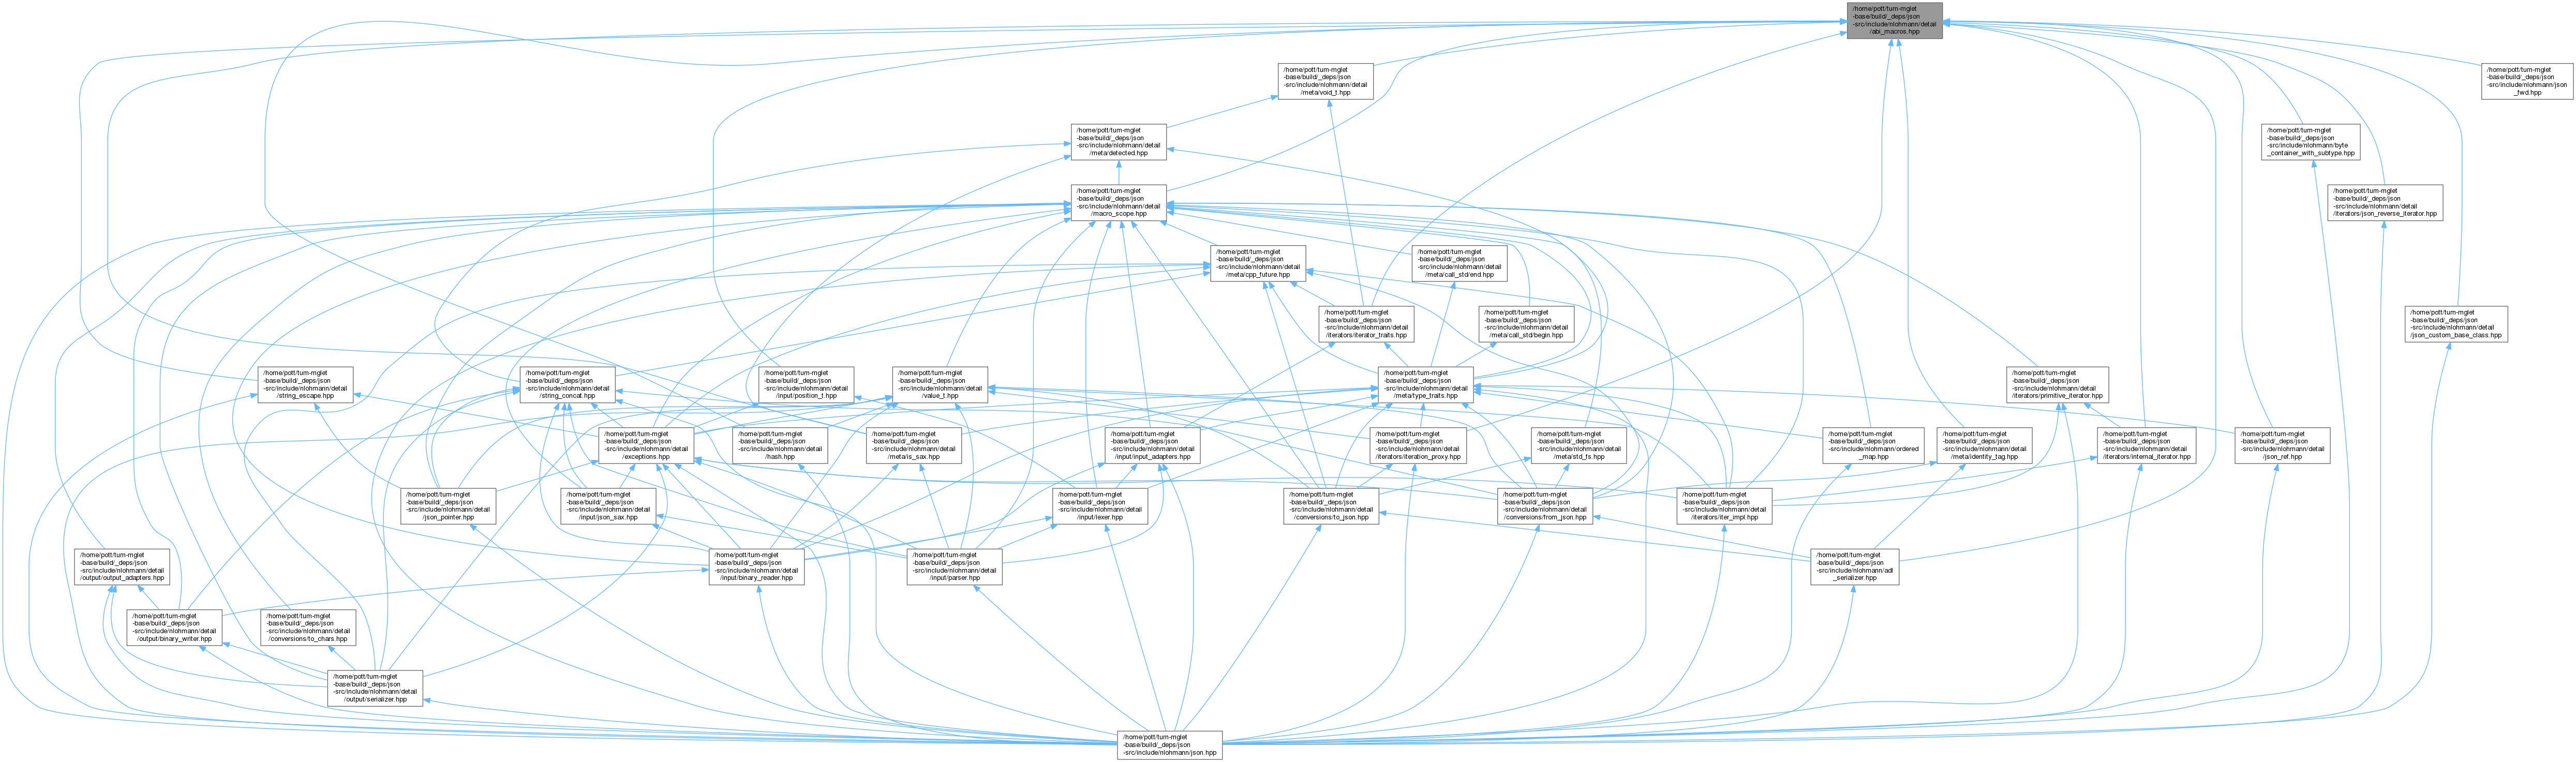 /home/pott/tum-mglet
-base/build/_deps/json
-src/include/nlohmann/detail
/abi_macros.hpp
/home/pott/tum-mglet
-base/build/_deps/json
-src/include/nlohmann/detail
/meta/void_t.hpp
/home/pott/tum-mglet
-base/build/_deps/json
-src/include/nlohmann/json
_fwd.hpp
/home/pott/tum-mglet
-base/build/_deps/json
-src/include/nlohmann/detail
/meta/detected.hpp
/home/pott/tum-mglet
-base/build/_deps/json
-src/include/nlohmann/byte
_container_with_subtype.hpp
/home/pott/tum-mglet
-base/build/_deps/json
-src/include/nlohmann/detail
/macro_scope.hpp
/home/pott/tum-mglet
-base/build/_deps/json
-src/include/nlohmann/detail
/iterators/json_reverse_iterator.hpp
/home/pott/tum-mglet
-base/build/_deps/json
-src/include/nlohmann/detail
/meta/cpp_future.hpp
/home/pott/tum-mglet
-base/build/_deps/json
-src/include/nlohmann/detail
/meta/call_std/end.hpp
/home/pott/tum-mglet
-base/build/_deps/json
-src/include/nlohmann/detail
/iterators/iterator_traits.hpp
/home/pott/tum-mglet
-base/build/_deps/json
-src/include/nlohmann/detail
/meta/call_std/begin.hpp
/home/pott/tum-mglet
-base/build/_deps/json
-src/include/nlohmann/detail
/json_custom_base_class.hpp
/home/pott/tum-mglet
-base/build/_deps/json
-src/include/nlohmann/detail
/string_escape.hpp
/home/pott/tum-mglet
-base/build/_deps/json
-src/include/nlohmann/detail
/string_concat.hpp
/home/pott/tum-mglet
-base/build/_deps/json
-src/include/nlohmann/detail
/input/position_t.hpp
/home/pott/tum-mglet
-base/build/_deps/json
-src/include/nlohmann/detail
/value_t.hpp
/home/pott/tum-mglet
-base/build/_deps/json
-src/include/nlohmann/detail
/meta/type_traits.hpp
/home/pott/tum-mglet
-base/build/_deps/json
-src/include/nlohmann/detail
/iterators/primitive_iterator.hpp
/home/pott/tum-mglet
-base/build/_deps/json
-src/include/nlohmann/detail
/exceptions.hpp
/home/pott/tum-mglet
-base/build/_deps/json
-src/include/nlohmann/detail
/hash.hpp
/home/pott/tum-mglet
-base/build/_deps/json
-src/include/nlohmann/detail
/meta/is_sax.hpp
/home/pott/tum-mglet
-base/build/_deps/json
-src/include/nlohmann/detail
/input/input_adapters.hpp
/home/pott/tum-mglet
-base/build/_deps/json
-src/include/nlohmann/detail
/iterators/iteration_proxy.hpp
/home/pott/tum-mglet
-base/build/_deps/json
-src/include/nlohmann/detail
/meta/std_fs.hpp
/home/pott/tum-mglet
-base/build/_deps/json
-src/include/nlohmann/ordered
_map.hpp
/home/pott/tum-mglet
-base/build/_deps/json
-src/include/nlohmann/detail
/meta/identity_tag.hpp
/home/pott/tum-mglet
-base/build/_deps/json
-src/include/nlohmann/detail
/iterators/internal_iterator.hpp
/home/pott/tum-mglet
-base/build/_deps/json
-src/include/nlohmann/detail
/json_ref.hpp
/home/pott/tum-mglet
-base/build/_deps/json
-src/include/nlohmann/detail
/json_pointer.hpp
/home/pott/tum-mglet
-base/build/_deps/json
-src/include/nlohmann/detail
/input/json_sax.hpp
/home/pott/tum-mglet
-base/build/_deps/json
-src/include/nlohmann/detail
/input/lexer.hpp
/home/pott/tum-mglet
-base/build/_deps/json
-src/include/nlohmann/detail
/conversions/to_json.hpp
/home/pott/tum-mglet
-base/build/_deps/json
-src/include/nlohmann/detail
/conversions/from_json.hpp
/home/pott/tum-mglet
-base/build/_deps/json
-src/include/nlohmann/detail
/iterators/iter_impl.hpp
/home/pott/tum-mglet
-base/build/_deps/json
-src/include/nlohmann/detail
/output/output_adapters.hpp
/home/pott/tum-mglet
-base/build/_deps/json
-src/include/nlohmann/detail
/input/binary_reader.hpp
/home/pott/tum-mglet
-base/build/_deps/json
-src/include/nlohmann/detail
/input/parser.hpp
/home/pott/tum-mglet
-base/build/_deps/json
-src/include/nlohmann/adl
_serializer.hpp
/home/pott/tum-mglet
-base/build/_deps/json
-src/include/nlohmann/detail
/output/binary_writer.hpp
/home/pott/tum-mglet
-base/build/_deps/json
-src/include/nlohmann/detail
/conversions/to_chars.hpp
/home/pott/tum-mglet
-base/build/_deps/json
-src/include/nlohmann/detail
/output/serializer.hpp
/home/pott/tum-mglet
-base/build/_deps/json
-src/include/nlohmann/json.hpp